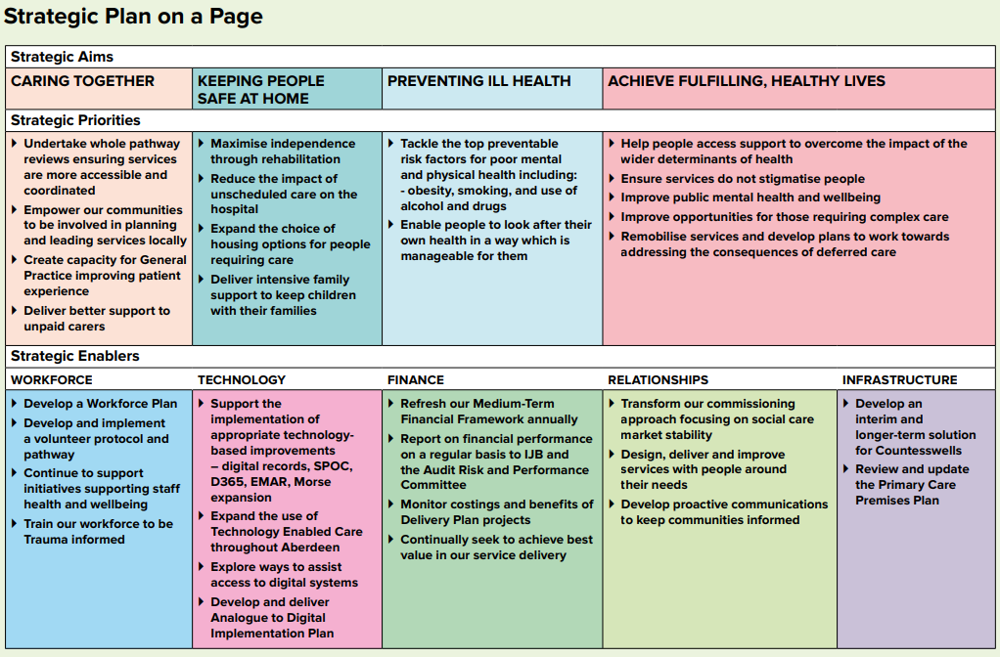 Strategic Plan on a Page
Strategic Aims
CARING TOGETHER
KEEPING PEOPLE
SAFE AT HOME
PREVENTING ILL HEALTH
ACHIEVE FULFILLING, HEALTHY LIVES
Strategic Priorities
Undertake whole pathway
reviews ensuring services
are more accessible and
coordinated
Empower our communities
to be involved in planning
and leading services locally
Create capacity for General
Practice improving patient
experience
Deliver better support to
unpaid carers
Maximise independence
through rehabilitation
Reduce the impact of
unscheduled care on the
hospital
Expand the choice of
housing options for people
requiring care
Deliver intensive family
support to keep children
with their families
Tackle the top preventable
risk factors for poor mental
and physical health including:
- obesity, smoking, and use of
alcohol and drugs
Enable people to look after their
own health in a way which is
manageable for them
Help people access support to overcome the impact of the
wider determinants of health
Ensure services do not stigmatise people
Improve public mental health and wellbeing
Improve opportunities for those requiring complex care
Remobilise services and develop plans to work towards
addressing the consequences of deferred care
Strategic Enablers
WORKFORCE
Develop a Workforce Plan
Develop and implement
a volunteer protocol and
pathway
Continue to support
initiatives supporting staff
health and wellbeing
Train our workforce to be
Trauma informed
TECHNOLOGY
Support the
implementation of
appropriate technology-
based improvements
– digital records, SPOC,
D365, EMAR, Morse
expansion
Expand the use of
Technology Enabled Care
throughout Aberdeen
Explore ways to assist
access to digital systems
Develop and deliver
Analogue to Digital
Implementation Plan
FINANCE
Refresh our Medium-Term
Financial Framework annually
Report on financial performance
on a regular basis to IJB and
the Audit Risk and Performance
Committee
Monitor costings and benefits of
Delivery Plan projects
Continually seek to achieve best
value in our service delivery
RELATIONSHIPS
Transform our commissioning
approach focusing on social care
market stability
Design, deliver and improve
services with people around
their needs
Develop proactive communications
to keep communities informed
INFRASTRUCTURE
Develop an
interim and
longer-term solution
for Countesswells
Review and update
the Primary Care
Premises Plan